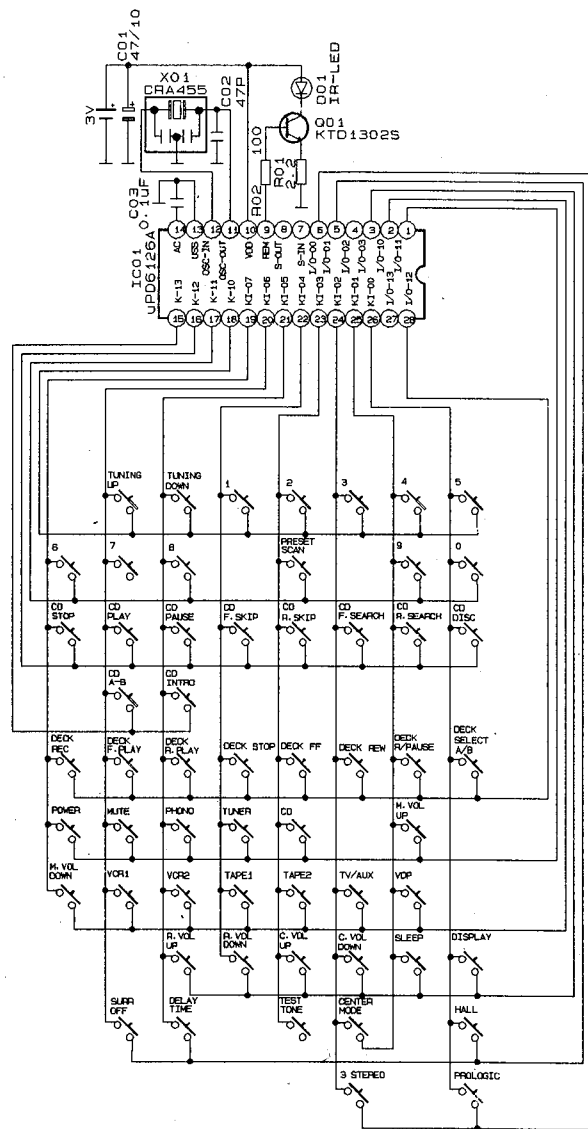 C01
47/10
3V
X01
CRA455
C02
47P
D01
IR-LED
Q01
KTD1302S
R02
100
R01
2.2
C03
0.1uF
IC01
uPD6126A
14 13 12 11 10 9 8 7 6 5 4 3 2 1
AC
VSS
OSC-IN
OSC-OUT
VDD
REM
S-OUT
S-IN
I/O-00
I/O-01
I/O-02
I/O-03
I/O-10
I/O-11
K-13
K-12
K-11
K-10
KI-07
KI-06
KI-05
KI-04
KI-03
KI-02
KI-01
KI-00
I/O-13
I/O-12
15 16 17 18 19 20 21 22 23 24 25 26 27 28
TUNING
UP
TUNING
DOWN
1
2
3
4
5
6
7
8
PRESET
SCAN
9
0
CD
STOP
CD
PLAY
CD
PAUSE
CD
F.SKIP
CD
R.SKIP
CD
F.SEARCH
CD
R.SEARCH
CD
DISC
CD
A-B
CD
INTRO
DECK
REC
DECK
F.PLAY
DECK
R.PLAY
DECK STOP
DECK FF
DECK REW
DECK
R/PAUSE
DECK
SELECT
A/B
POWER
MUTE
PHONO
TUNER
CD
M.VOL
UP
M.VOL
DOWN
VCR1
VCR2
TAPE1
TAPE2
TV/AUX
VDP
R.VOL
UP
R.VOL
DOWN
C.VOL
UP
C.VOL
DOWN
SLEEP
DISPLAY
SURR
OFF
DELAY
TIME
TEST
TONE
CENTER
MODE
HALL
3 STEREO
PROLOGIC